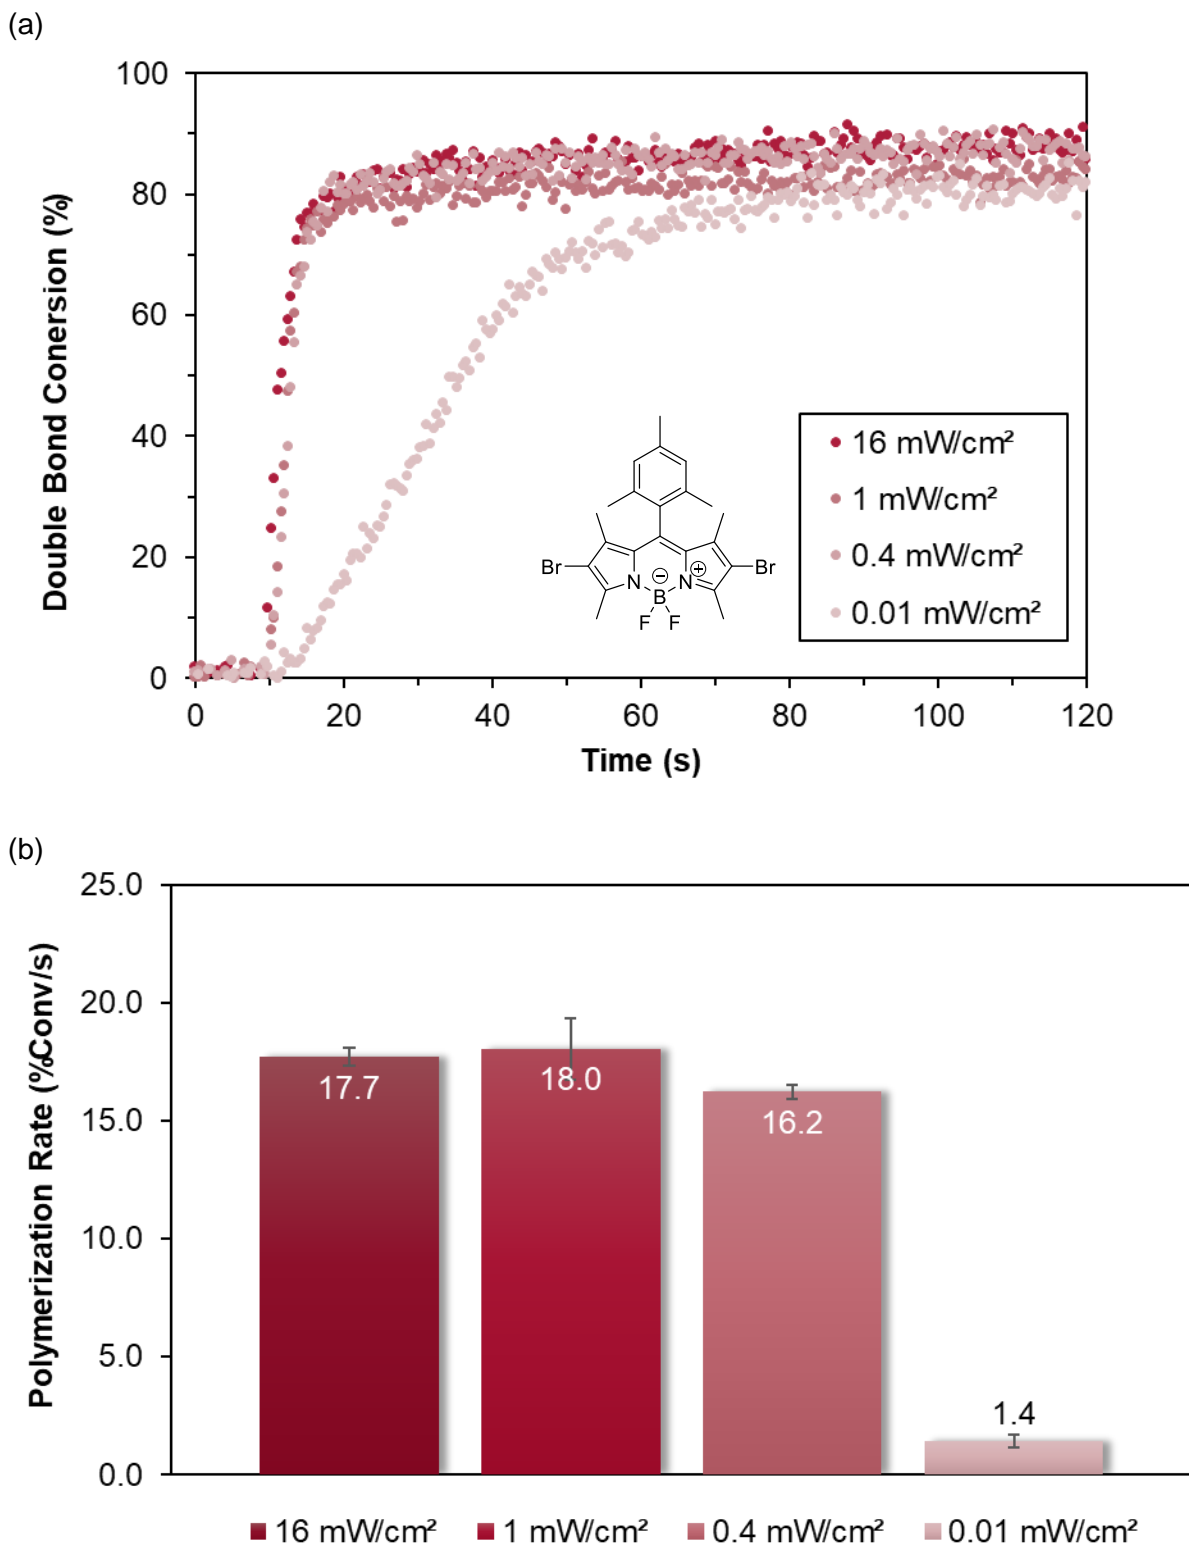 (a)
100
80
60
40
20
0
Double Bond Conersion (%)
0 20 40 60 80 100 120
Time (s)
16 mW/cm²
1 mW/cm²
0.4 mW/cm²
0.01 mW/cm²
Br N N Br
⊖ ⊕
B
F F
(b)
25.0
20.0
15.0
10.0
5.0
0.0
Polymerization Rate (%Conv/s)
17.7
18.0
16.2
1.4
16 mW/cm² 1 mW/cm² 0.4 mW/cm² 0.01 mW/cm²